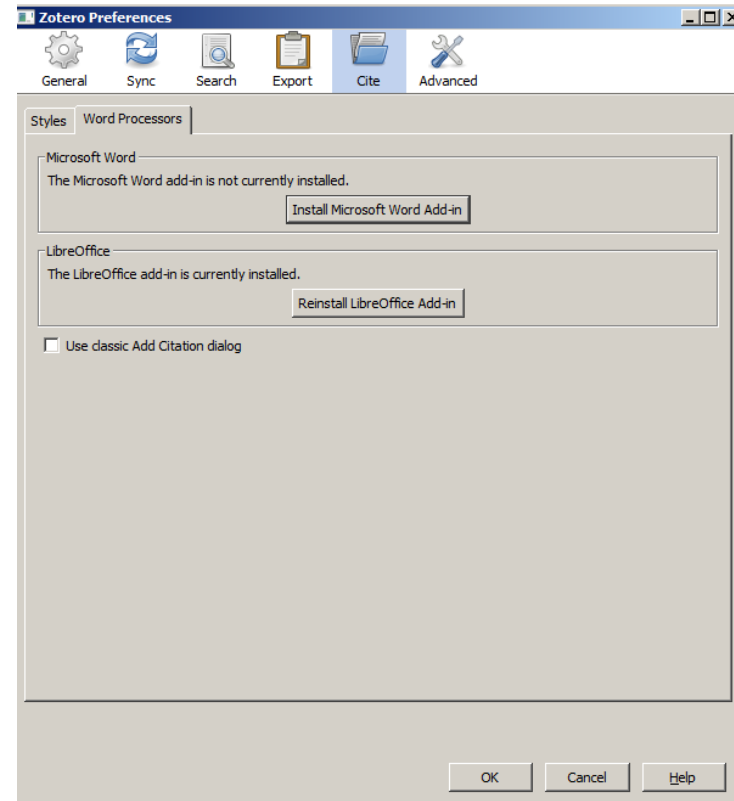 Zotero Preferences
General Sync Search Export Cite Advanced
Styles Word Processors
Microsoft Word
The Microsoft Word add-in is not currently installed.
Install Microsoft Word Add-in
LibreOffice
The LibreOffice add-in is currently installed.
Reinstall LibreOffice Add-in
Use classic Add Citation dialog
OK Cancel Help